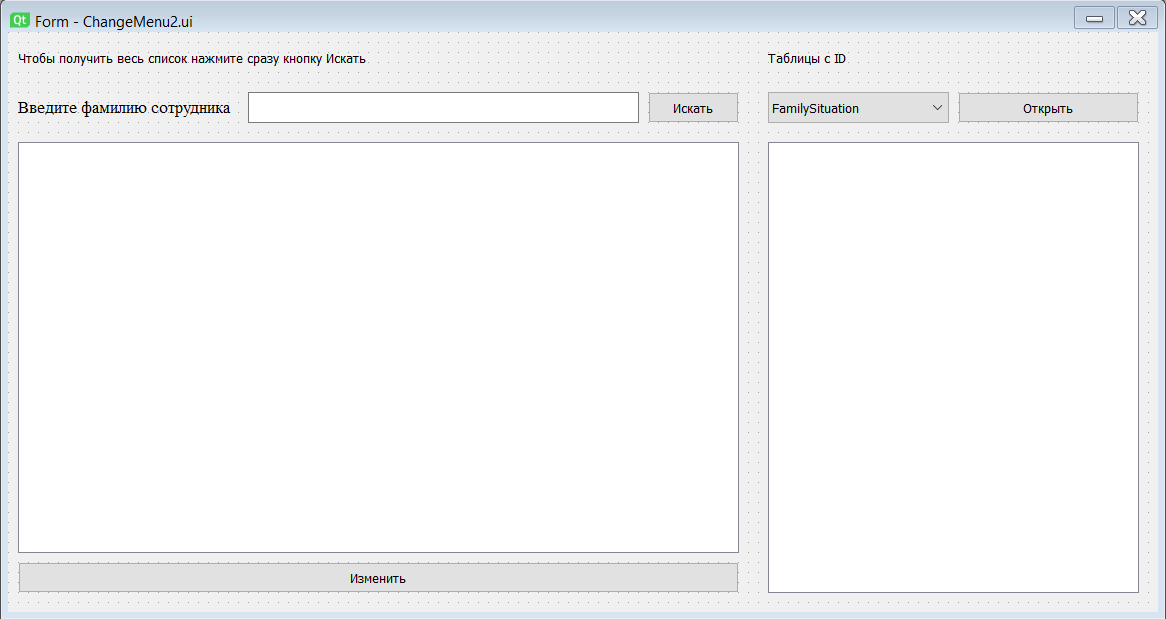 Qt Form - ChangeMenu2.ui
Чтобы получить весь список нажмите сразу кнопку Искать
Таблицы с ID
Введите фамилию сотрудника
Искать
FamilySituation
Открыть
Изменить